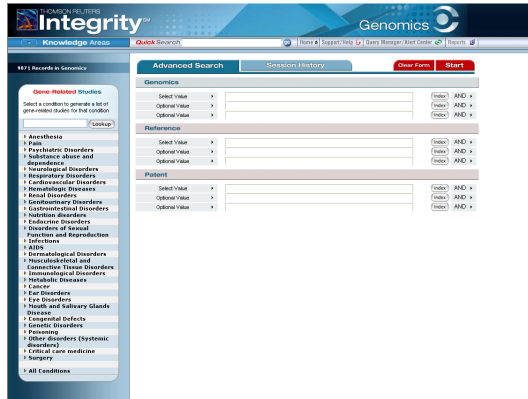 THOMSON REUTERS
Integrity℠
Genomics
Knowledge Areas
QuickSearch
Home | Support/Help | Query Manager/Alert Center | Reports
9071 Records in Genomics
Advanced Search
Session History
Clear Form
Start
Gene-Related Studies
Select a condition to generate a list of
gene-related studies for that condition
Lookup
Anesthesia
Pain
Psychiatric Disorders
Substance abuse and
dependence
Neurological Disorders
Respiratory Disorders
Cardiovascular Disorders
Hematologic Diseases
Renal Disorders
Genitourinary Disorders
Gastrointestinal Disorders
Nutrition disorders
Endocrine Disorders
Disorders of Sexual
Function and Reproduction
Infections
AIDS
Dermatological Disorders
Musculoskeletal and
Connective Tissue Disorders
Immunological Disorders
Metabolic Diseases
Cancer
Ear Disorders
Eye Disorders
Mouth and Salivary Glands
Disease
Congenital Defects
Genetic Disorders
Poisoning
Other disorders (Systemic
disorders)
Critical care medicine
Surgery
All Conditions
Genomics
Select Value Index AND
Optional Value Index AND
Optional Value Index AND
Reference
Select Value Index AND
Optional Value Index AND
Optional Value Index AND
Patent
Select Value Index AND
Optional Value Index AND
Optional Value Index AND